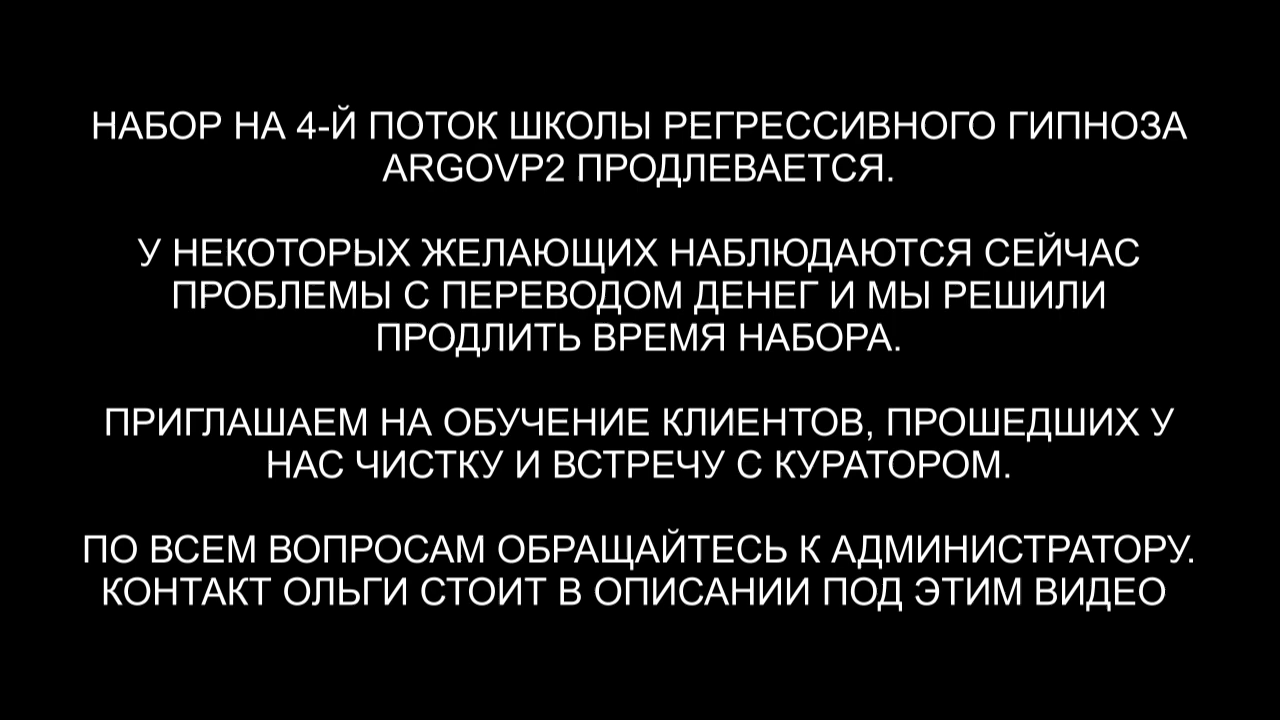 НАБОР НА 4-Й ПОТОК ШКОЛЫ РЕГРЕССИВНОГО ГИПНОЗА
ARGOVP2 ПРОДЛЕВАЕТСЯ.
У НЕКОТОРЫХ ЖЕЛАЮЩИХ НАБЛЮДАЮТСЯ СЕЙЧАС
ПРОБЛЕМЫ С ПЕРЕВОДОМ ДЕНЕГ И МЫ РЕШИЛИ
ПРОДЛИТЬ ВРЕМЯ НАБОРА.
ПРИГЛАШАЕМ НА ОБУЧЕНИЕ КЛИЕНТОВ, ПРОШЕДШИХ У
НАС ЧИСТКУ И ВСТРЕЧУ С КУРАТОРОМ.
ПО ВСЕМ ВОПРОСАМ ОБРАЩАЙТЕСЬ К АДМИНИСТРАТОРУ.
КОНТАКТ ОЛЬГИ СТОИТ В ОПИСАНИИ ПОД ЭТИМ ВИДЕО